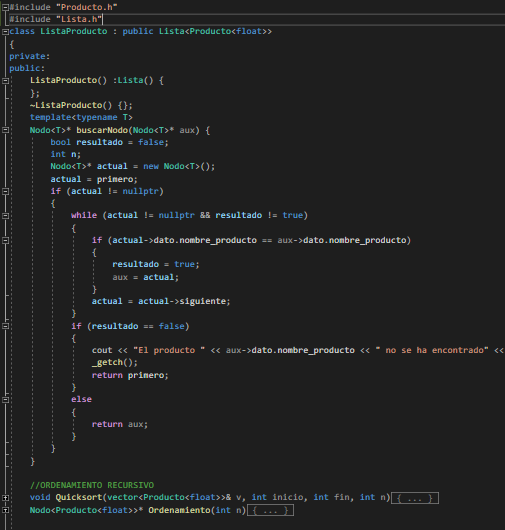 #include "Producto.h"
#include "Lista.h"
class ListaProducto : public Lista<Producto<float>>
{
private:
public:
    ListaProducto() :Lista() {
    };
    ~ListaProducto() {};
    template<typename T>
    Nodo<T>* buscarNodo(Nodo<T>* aux) {
        bool resultado = false;
        int n;
        Nodo<T>* actual = new Nodo<T>();
        actual = primero;
        if (actual != nullptr)
        {
            while (actual != nullptr && resultado != true)
            {
                if (actual->dato.nombre_producto == aux->dato.nombre_producto)
                {
                    resultado = true;
                    aux = actual;
                }
                actual = actual->siguiente;
            }
            if (resultado == false)
            {
                cout << "El producto " << aux->dato.nombre_producto << " no se ha encontrado" <<
                _getch();
                return primero;
            }
            else
            {
                return aux;
            }
        }
    }
    //ORDENAMIENTO RECURSIVO
    void Quicksort(vector<Producto<float>>& v, int inicio, int fin, int n){ ... }
    Nodo<Producto<float>>* Ordenamiento(int n){ ... }